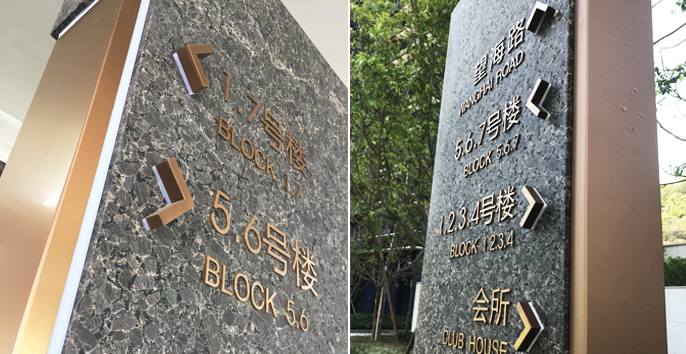 1.7号楼
BLOCK 1.7
5.6号楼
BLOCK 5.6
望海路
WANGHAI ROAD
5.6.7号楼
BLOCK 5.6.7
1.2.3.4号楼
BLOCK 1.2.3.4
会所
CLUB HOUSE